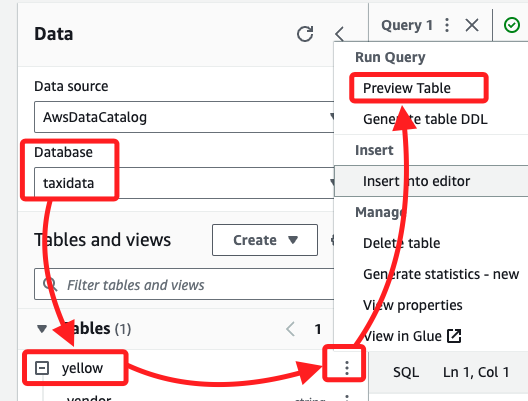 Data
Data source
AwsDataCatalog
Database
taxidata
Tables and views
Create
Filter tables and views
Tables (1)
1
yellow
vendor
string
Query 1
Run Query
Preview Table
Generate table DDL
Insert
Insert into editor
Manage
Delete table
Generate statistics - new
View properties
View in Glue
SQL
Ln 1, Col 1